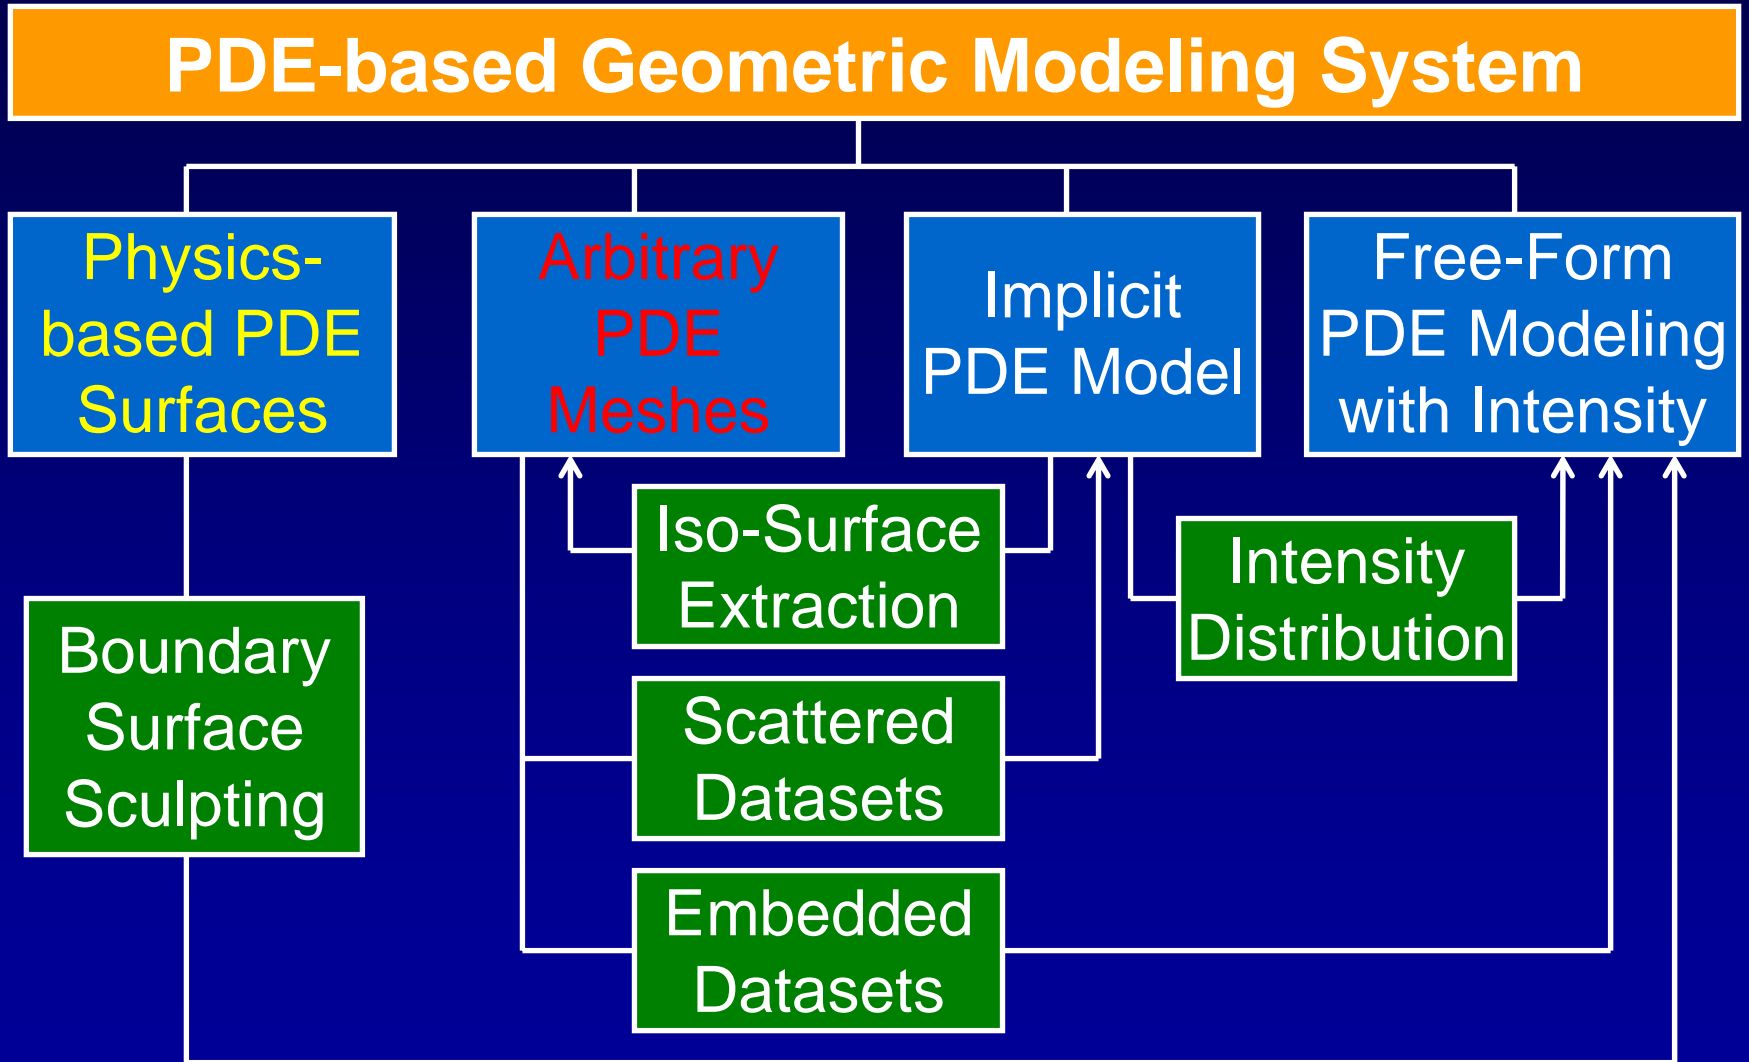 PDE-based Geometric Modeling System
Physics-
based PDE
Surfaces
Arbitrary
PDE
Meshes
Implicit
PDE Model
Free-Form
PDE Modeling
with Intensity
Iso-Surface
Extraction
Intensity
Distribution
Boundary
Surface
Sculpting
Scattered
Datasets
Embedded
Datasets